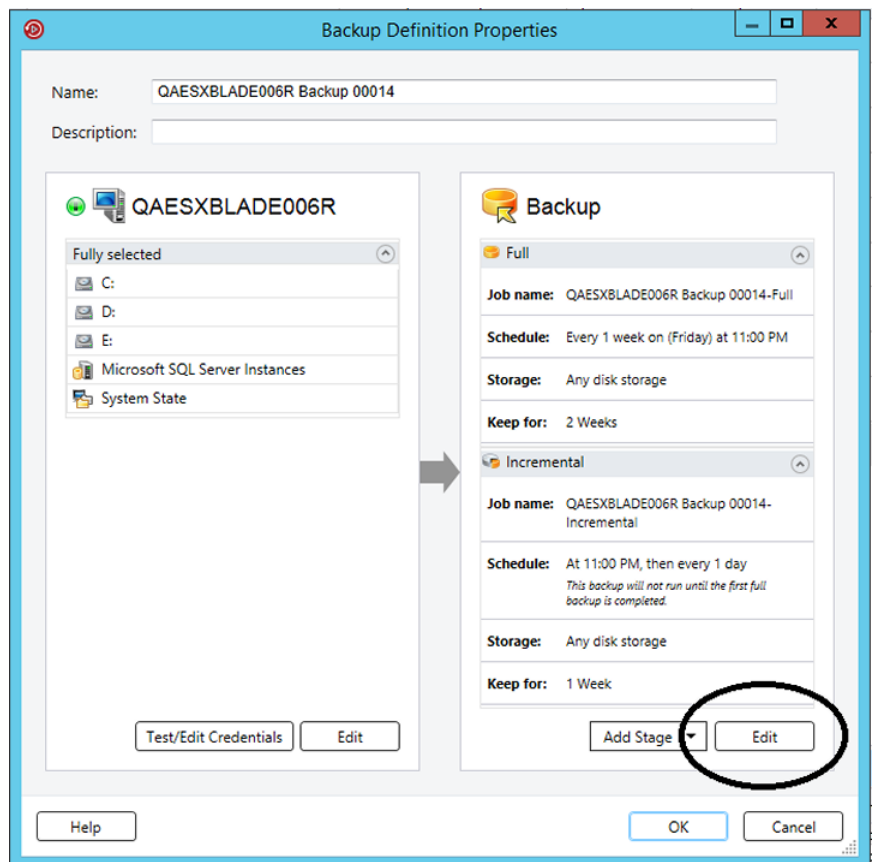 Backup Definition Properties
Name: QAESXBLADE006R Backup 00014
Description:
QAESXBLADE006R
Fully selected
C:
D:
E:
Microsoft SQL Server Instances
System State
Test/Edit Credentials Edit
Backup
Full
Job name: QAESXBLADE006R Backup 00014-Full
Schedule: Every 1 week on (Friday) at 11:00 PM
Storage: Any disk storage
Keep for: 2 Weeks
Incremental
Job name: QAESXBLADE006R Backup 00014-
Incremental
Schedule: At 11:00 PM, then every 1 day
This backup will not run until the first full
backup is completed.
Storage: Any disk storage
Keep for: 1 Week
Add Stage Edit
Help OK Cancel